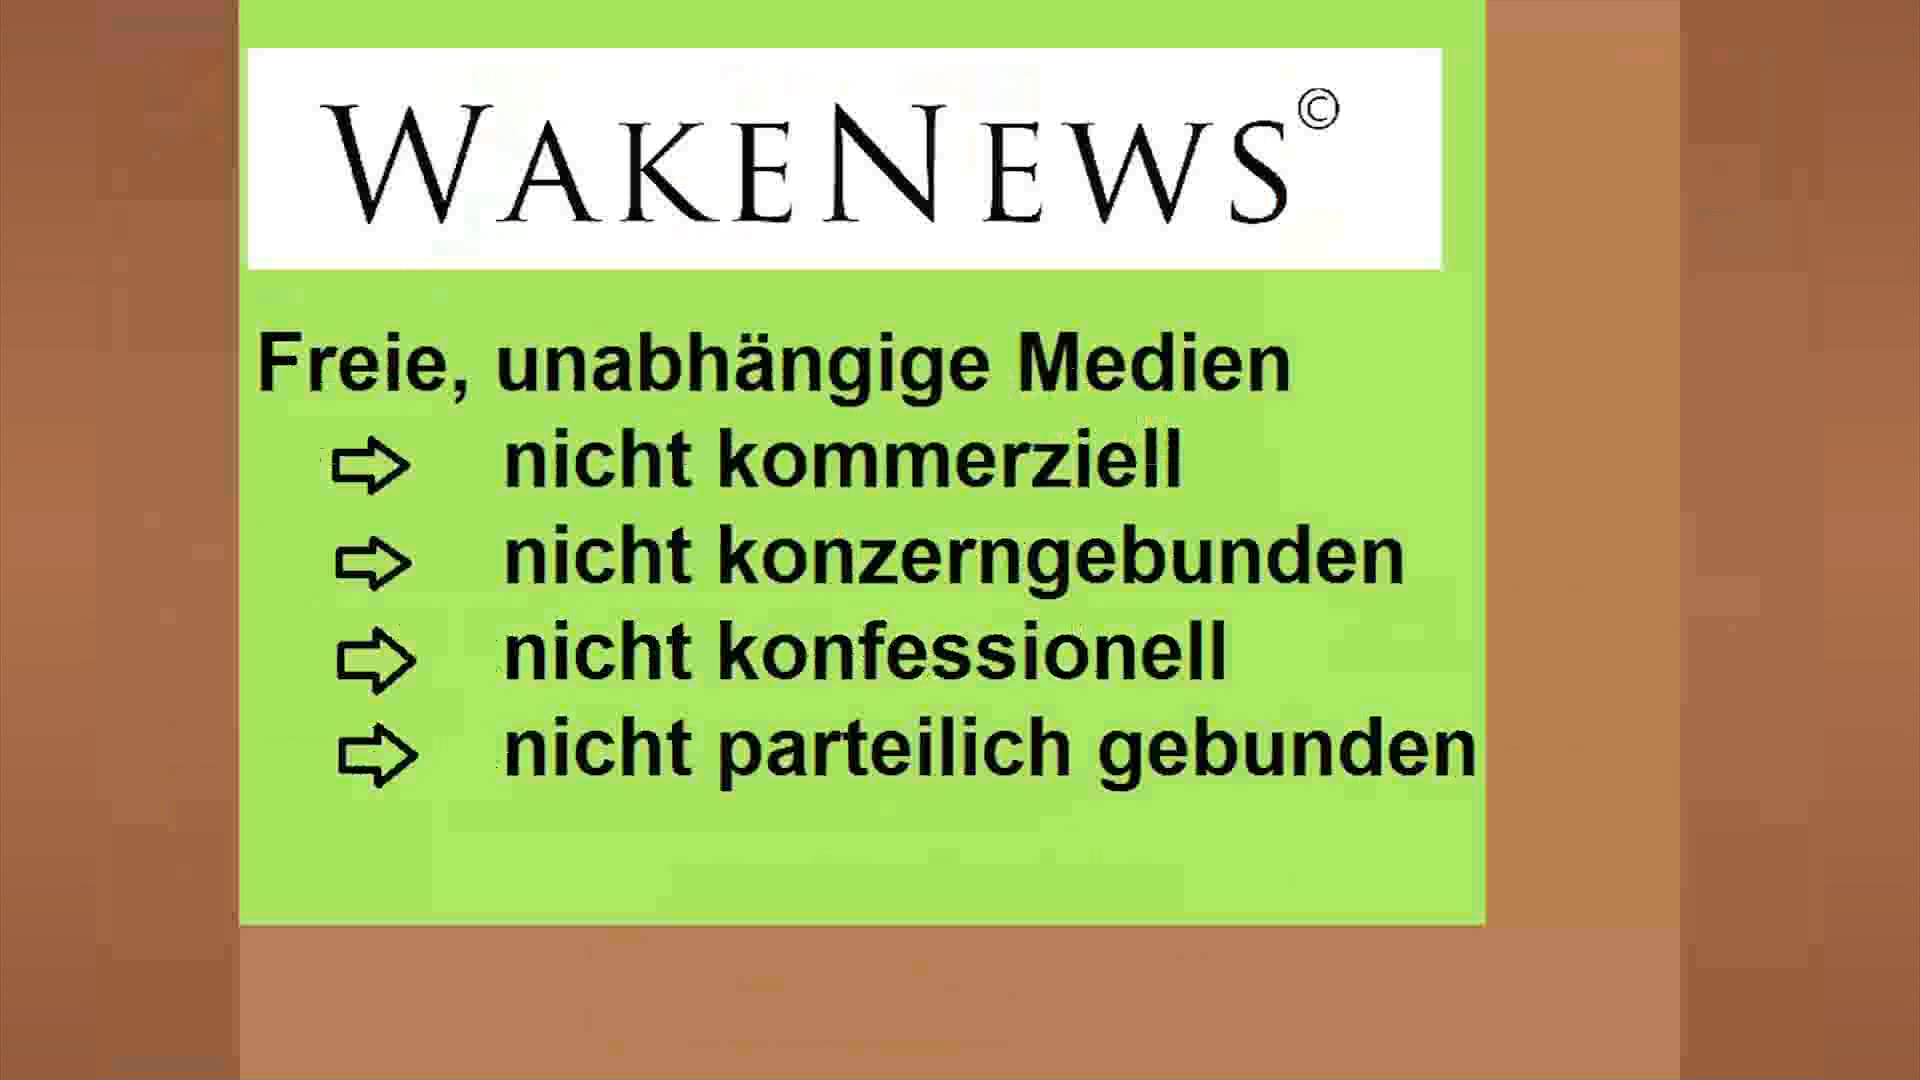 WAKENEWS©
Freie, unabhängige Medien
⇨ nicht kommerziell
⇨ nicht konzerngebunden
⇨ nicht konfessionell
⇨ nicht parteilich gebunden